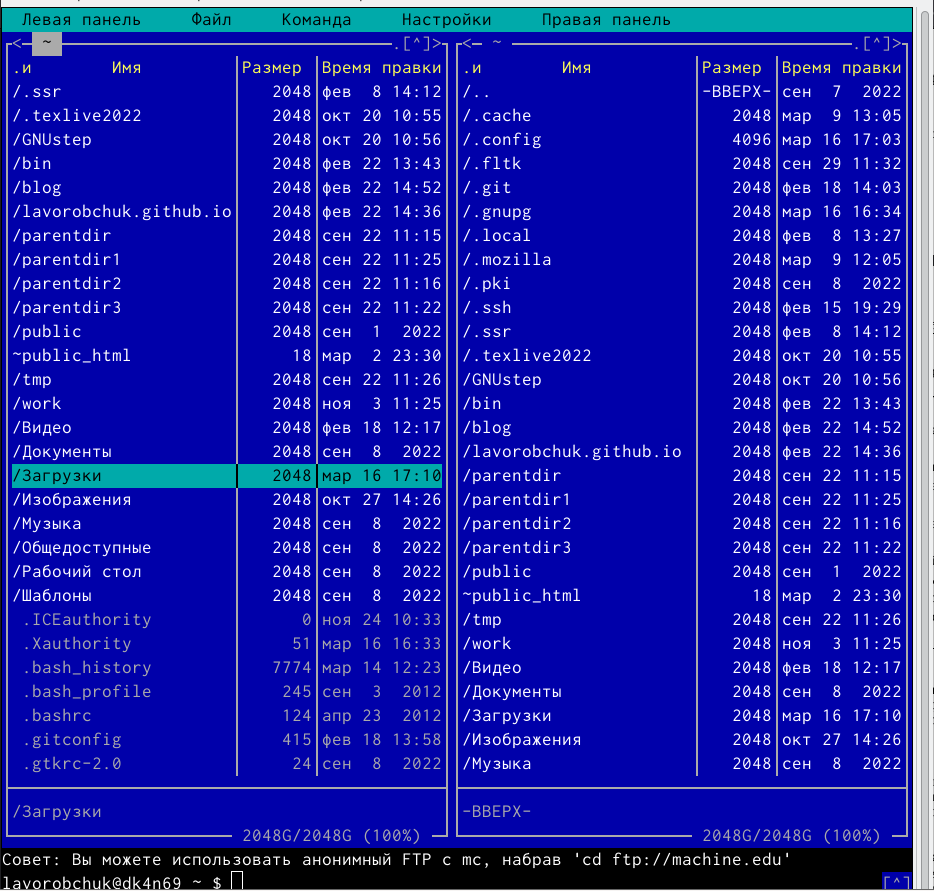 Левая панель Файл Команда Настройки Правая панель
<─ ~ ─.[^]>
.и Имя Размер Время правки
/.ssr 2048 фев 8 14:12
/.texlive2022 2048 окт 20 10:55
/GNUstep 2048 окт 20 10:56
/bin 2048 фев 22 13:43
/blog 2048 фев 22 14:52
/lavorobchuk.github.io 2048 фев 22 14:36
/parentdir 2048 сен 22 11:15
/parentdir1 2048 сен 22 11:25
/parentdir2 2048 сен 22 11:16
/parentdir3 2048 сен 22 11:22
/public 2048 сен 1 2022
~public_html 18 мар 2 23:30
/tmp 2048 сен 22 11:26
/work 2048 ноя 3 11:25
/Видео 2048 фев 18 12:17
/Документы 2048 сен 8 2022
/Загрузки 2048 мар 16 17:10
/Изображения 2048 окт 27 14:26
/Музыка 2048 сен 8 2022
/Общедоступные 2048 сен 8 2022
/Рабочий стол 2048 сен 8 2022
/Шаблоны 2048 сен 8 2022
.ICEauthority 0 ноя 24 10:33
.Xauthority 51 мар 16 16:33
.bash_history 7774 мар 14 12:23
.bash_profile 245 сен 3 2012
.bashrc 124 апр 23 2012
.gitconfig 415 фев 18 13:58
.gtkrc-2.0 24 сен 8 2022
/Загрузки
2048G/2048G (100%)
<─ ~ ─.[^]>
.и Имя Размер Время правки
/.. -ВВЕРХ- сен 7 2022
/.cache 2048 мар 9 13:05
/.config 4096 мар 16 17:03
/.fltk 2048 сен 29 11:32
/.git 2048 фев 18 14:03
/.gnupg 2048 мар 16 16:34
/.local 2048 фев 8 13:27
/.mozilla 2048 мар 9 12:05
/.pki 2048 сен 8 2022
/.ssh 2048 фев 15 19:29
/.ssr 2048 фев 8 14:12
/.texlive2022 2048 окт 20 10:55
/GNUstep 2048 окт 20 10:56
/bin 2048 фев 22 13:43
/blog 2048 фев 22 14:52
/lavorobchuk.github.io 2048 фев 22 14:36
/parentdir 2048 сен 22 11:15
/parentdir1 2048 сен 22 11:25
/parentdir2 2048 сен 22 11:16
/parentdir3 2048 сен 22 11:22
/public 2048 сен 1 2022
~public_html 18 мар 2 23:30
/tmp 2048 сен 22 11:26
/work 2048 ноя 3 11:25
/Видео 2048 фев 18 12:17
/Документы 2048 сен 8 2022
/Загрузки 2048 мар 16 17:10
/Изображения 2048 окт 27 14:26
/Музыка 2048 сен 8 2022
-ВВЕРХ-
2048G/2048G (100%)
Совет: Вы можете использовать анонимный FTP с mc, набрав 'cd ftp://machine.edu'
lavorobchuk@dk4n69 ~ $ [^]